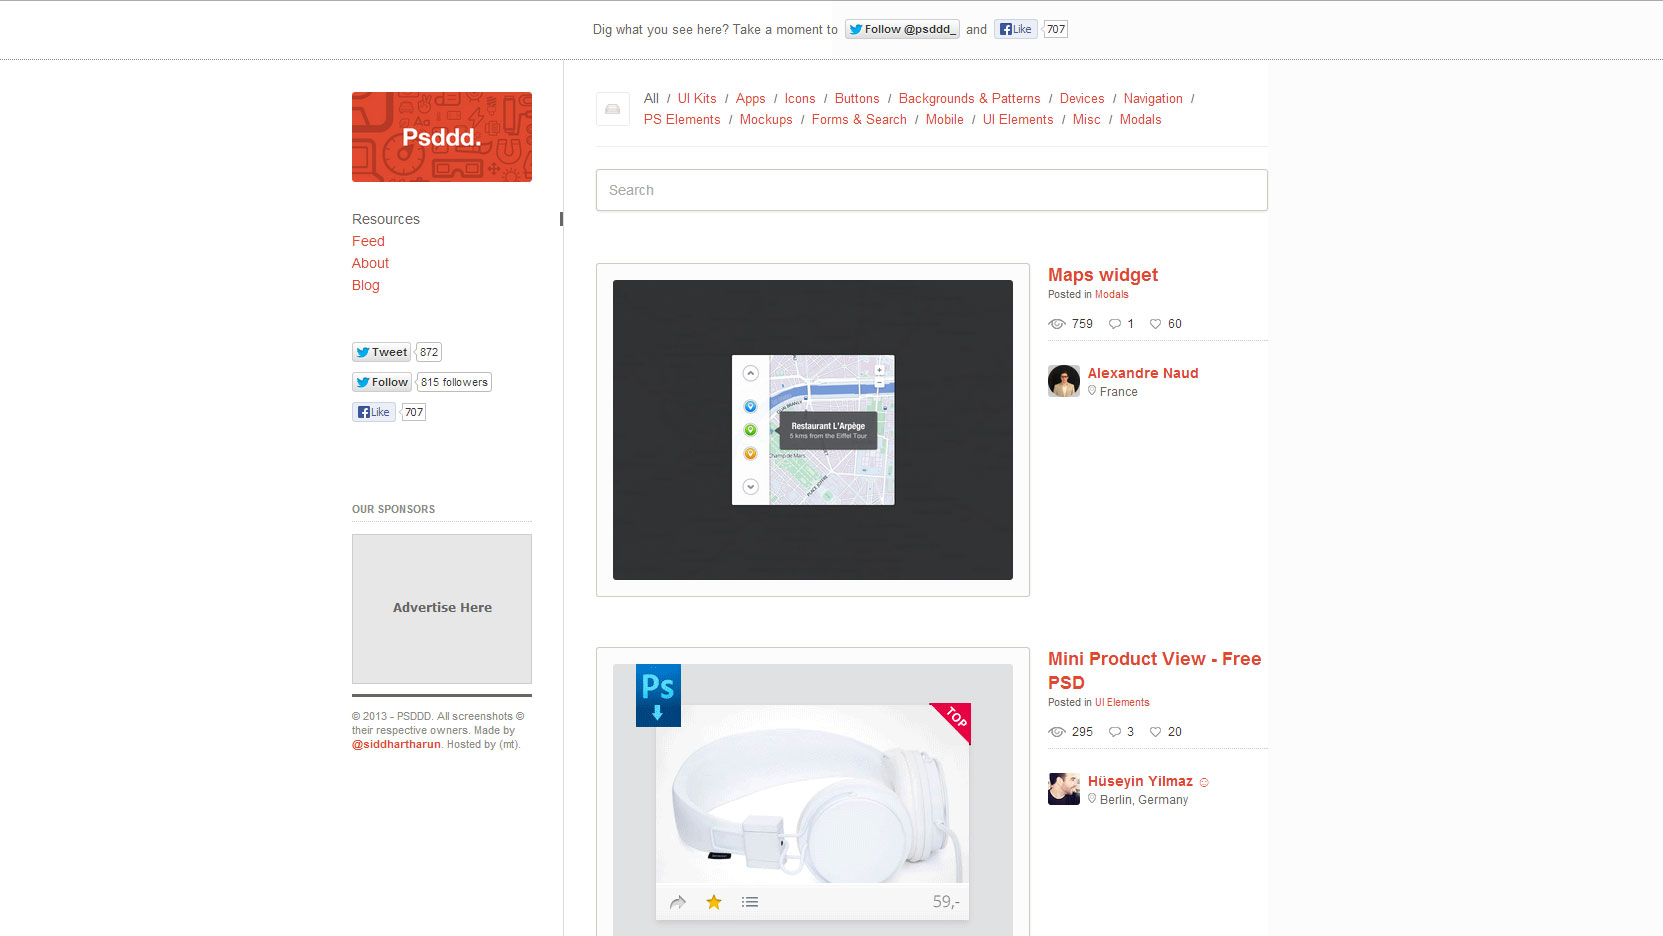 Dig what you see here? Take a moment to Follow @psddd_ and Like 707
Psddd.
Resources
Feed
About
Blog
Tweet 872
Follow 815 followers
Like 707
OUR SPONSORS
Advertise Here
© 2013 - PSDDD. All screenshots ©
their respective owners. Made by
@siddhartharun. Hosted by (mt).
All / UI Kits / Apps / Icons / Buttons / Backgrounds & Patterns / Devices / Navigation /
PS Elements / Mockups / Forms & Search / Mobile / UI Elements / Misc / Modals
Search
Restaurant L'Arpège
5 kms from the Eiffel Tour
Champ de Mars
PLACE JOFFRE
Maps widget
Posted in Modals
759 1 60
Alexandre Naud
France
Ps
TOP
59,-
Mini Product View - Free
PSD
Posted in UI Elements
295 3 20
Hüseyin Yilmaz ☺
Berlin, Germany